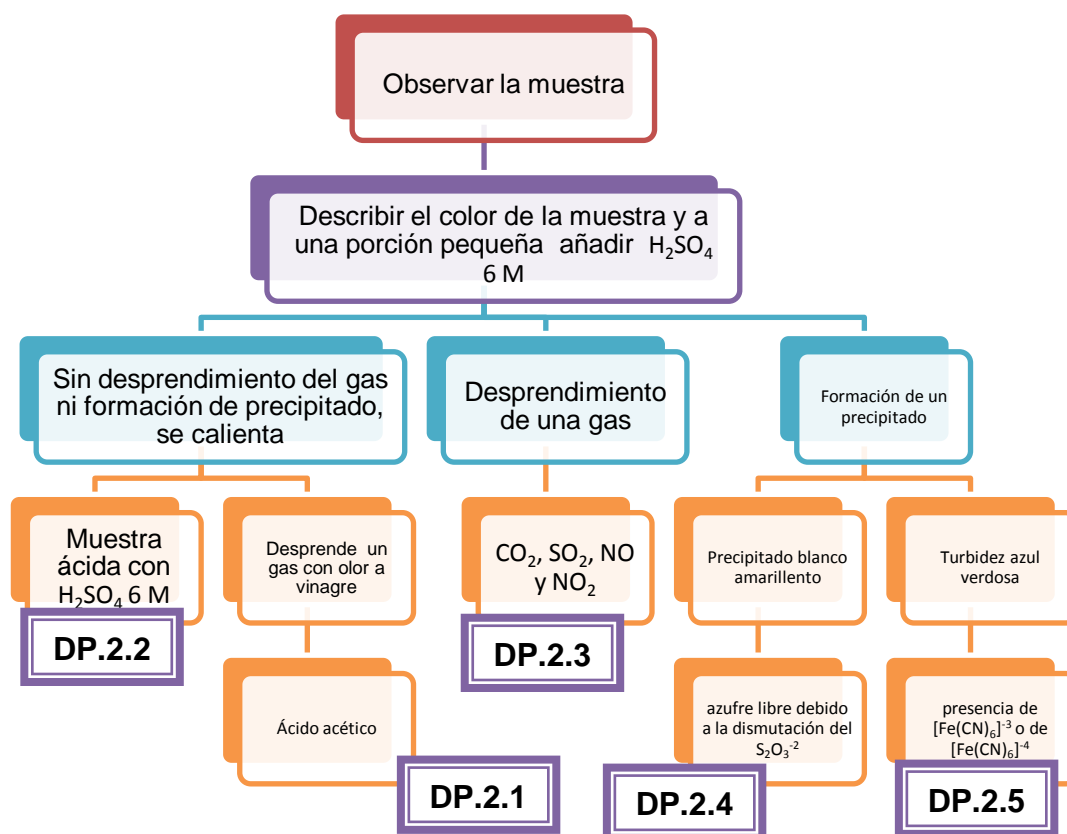 Observar la muestra
Describir el color de la muestra y a
una porción pequeña añadir H₂SO₄
6 M
Sin desprendimiento del gas
ni formación de precipitado,
se calienta
Desprendimiento
de una gas
Formación de un
precipitado
Muestra
ácida con
H₂SO₄ 6 M
DP.2.2
Desprende un
gas con olor a
vinagre
CO₂, SO₂, NO
y NO₂
DP.2.3
Precipitado blanco
amarillento
Turbidez azul
verdosa
Ácido acético
DP.2.1
azufre libre debido
a la dismutación del
S₂O₃⁻²
DP.2.4
presencia de
[Fe(CN)₆]⁻³ o de
[Fe(CN)₆]⁻⁴
DP.2.5